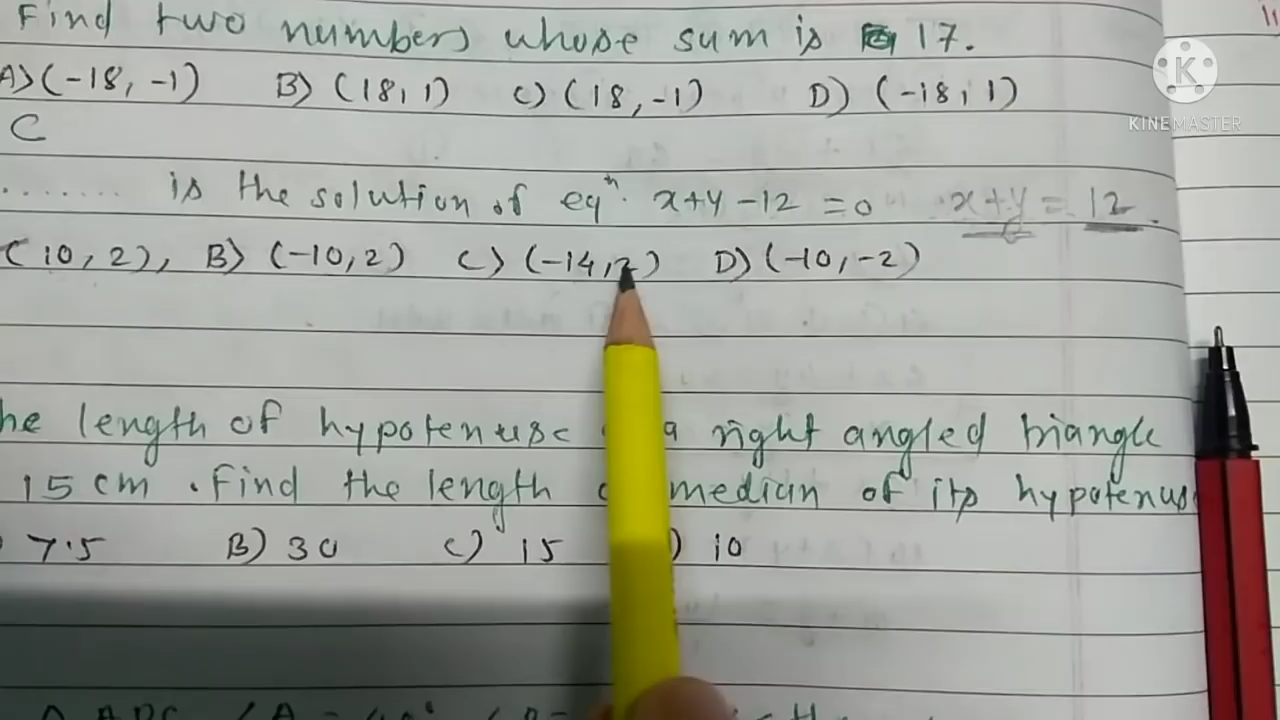 Find two numbers whose sum is 17.
A) (-18, -1) B) (18, 1) C) (18, -1) D) (-18, 1)
C
........ is the solution of eqⁿ. x+y-12=0 x+y = 12.
(10, 2), B) (-10, 2) C) (-14, 2) D) (-10, -2)
he length of hypotenuse a right angled triangle
15 cm. Find the length median of its hypotenus
7.5 B) 30 C) 15 ) 10
KINEMASTER